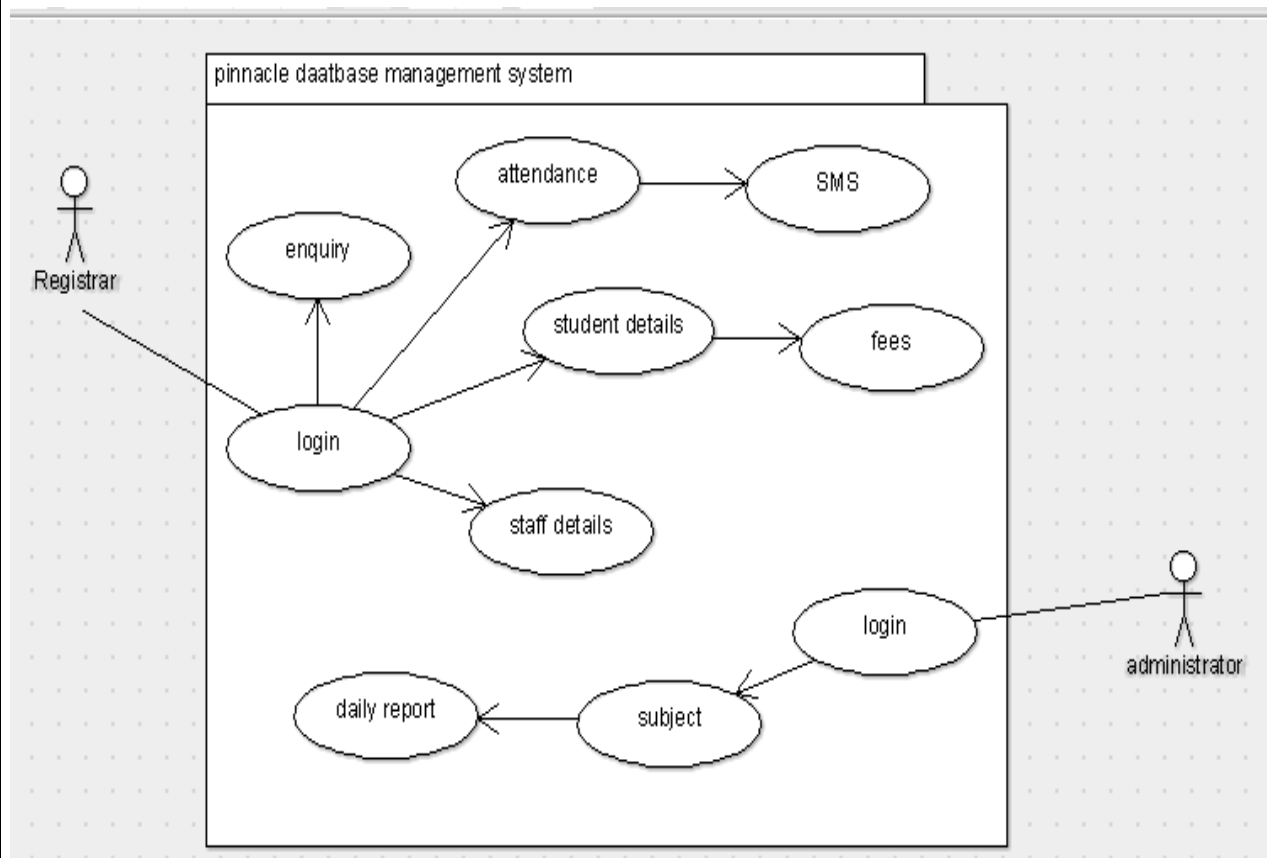 pinnacle daatbase management system
attendance
SMS
enquiry
Registrar
student details
fees
login
staff details
login
administrator
daily report
subject